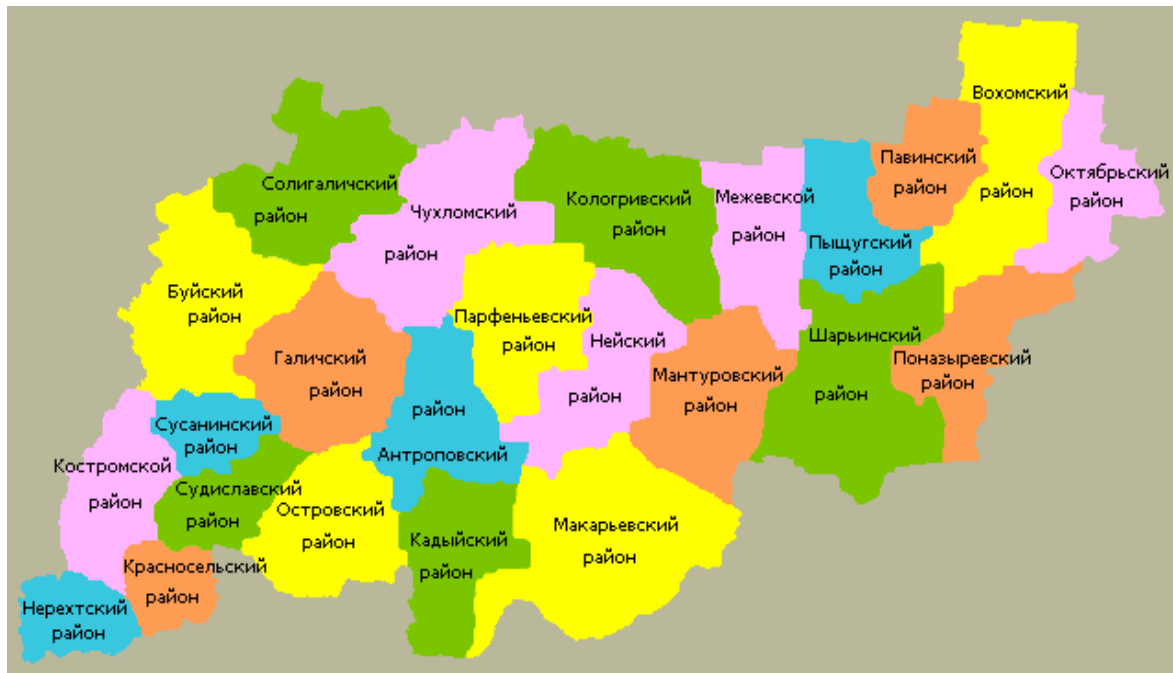 Вохомский
район
Павинский
район
Октябрьский
район
Солигаличский
район
Чухломский
район
Кологривский
район
Межевской
район
Пыщугский
район
Буйский
район
Парфеньевский
район
Нейский
район
Шарьинский
район
Поназыревский
район
Галичский
район
Мантуровский
район
район
Антроповский
Сусанинский
район
Костромской
район
Судиславский
район
Островский
район
Кадыйский
район
Макарьевский
район
Красносельский
район
Нерехтский
район